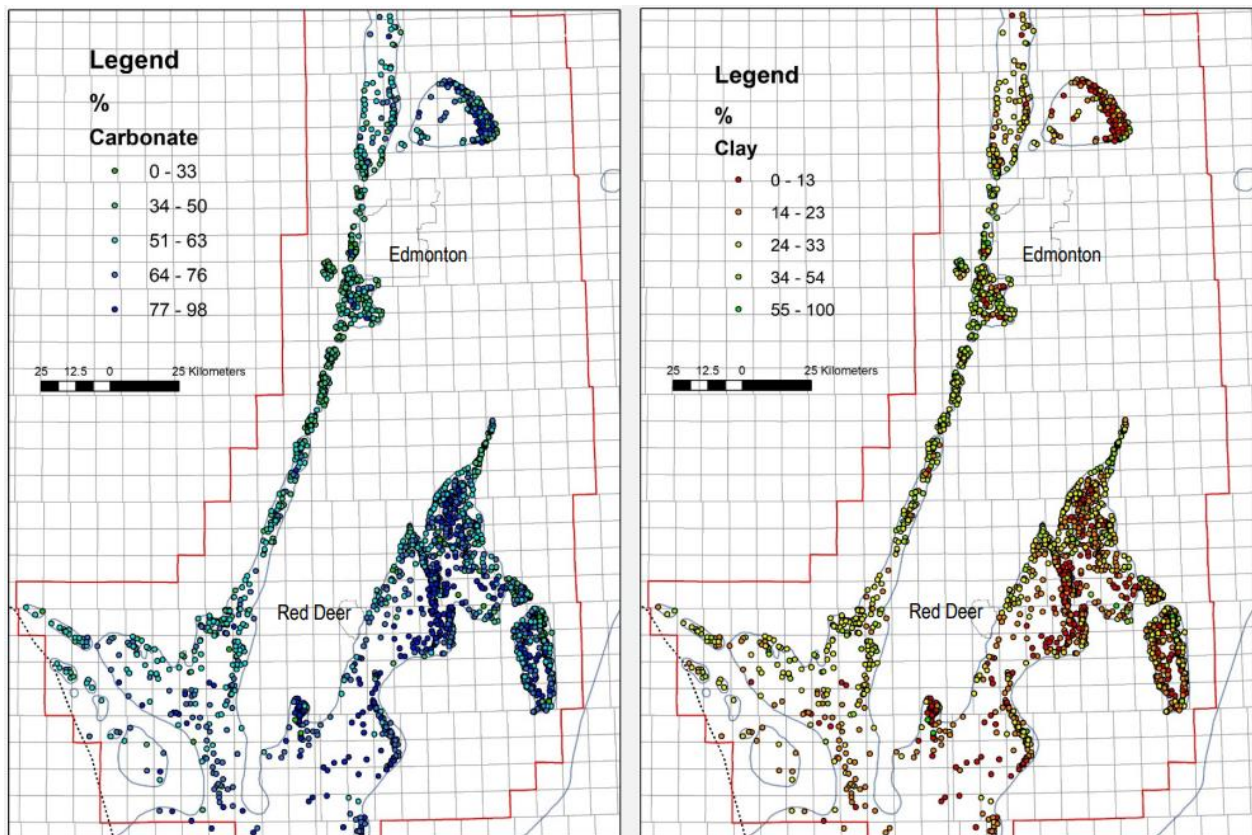 Legend
%
Carbonate
0 - 33
34 - 50
51 - 63
64 - 76
77 - 98
25 12.5 0 25 Kilometers
Edmonton
Red Deer
Legend
%
Clay
0 - 13
14 - 23
24 - 33
34 - 54
55 - 100
25 12.5 0 25 Kilometers
Edmonton
Red Deer